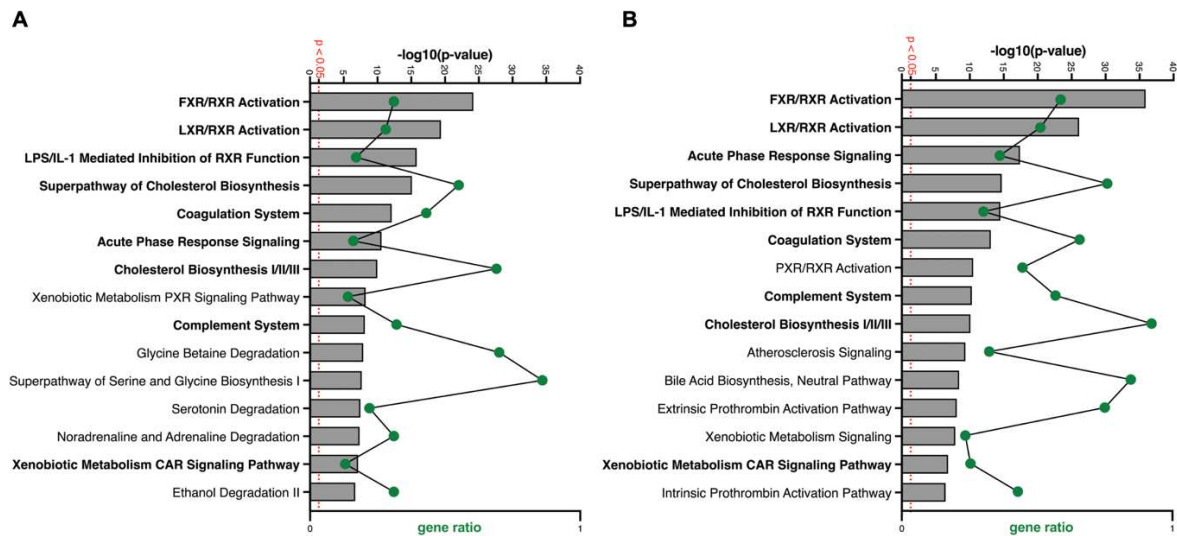 A
-log10(p-value)
p < 0.05
0 5 10 15 20 25 30 35 40
FXR/RXR Activation
LXR/RXR Activation
LPS/IL-1 Mediated Inhibition of RXR Function
Superpathway of Cholesterol Biosynthesis
Coagulation System
Acute Phase Response Signaling
Cholesterol Biosynthesis I/II/III
Xenobiotic Metabolism PXR Signaling Pathway
Complement System
Glycine Betaine Degradation
Superpathway of Serine and Glycine Biosynthesis I
Serotonin Degradation
Noradrenaline and Adrenaline Degradation
Xenobiotic Metabolism CAR Signaling Pathway
Ethanol Degradation II
0 1
gene ratio
B
-log10(p-value)
p < 0.05
0 5 10 15 20 25 30 35 40
FXR/RXR Activation
LXR/RXR Activation
Acute Phase Response Signaling
Superpathway of Cholesterol Biosynthesis
LPS/IL-1 Mediated Inhibition of RXR Function
Coagulation System
PXR/RXR Activation
Complement System
Cholesterol Biosynthesis I/II/III
Atherosclerosis Signaling
Bile Acid Biosynthesis, Neutral Pathway
Extrinsic Prothrombin Activation Pathway
Xenobiotic Metabolism Signaling
Xenobiotic Metabolism CAR Signaling Pathway
Intrinsic Prothrombin Activation Pathway
0 1
gene ratio